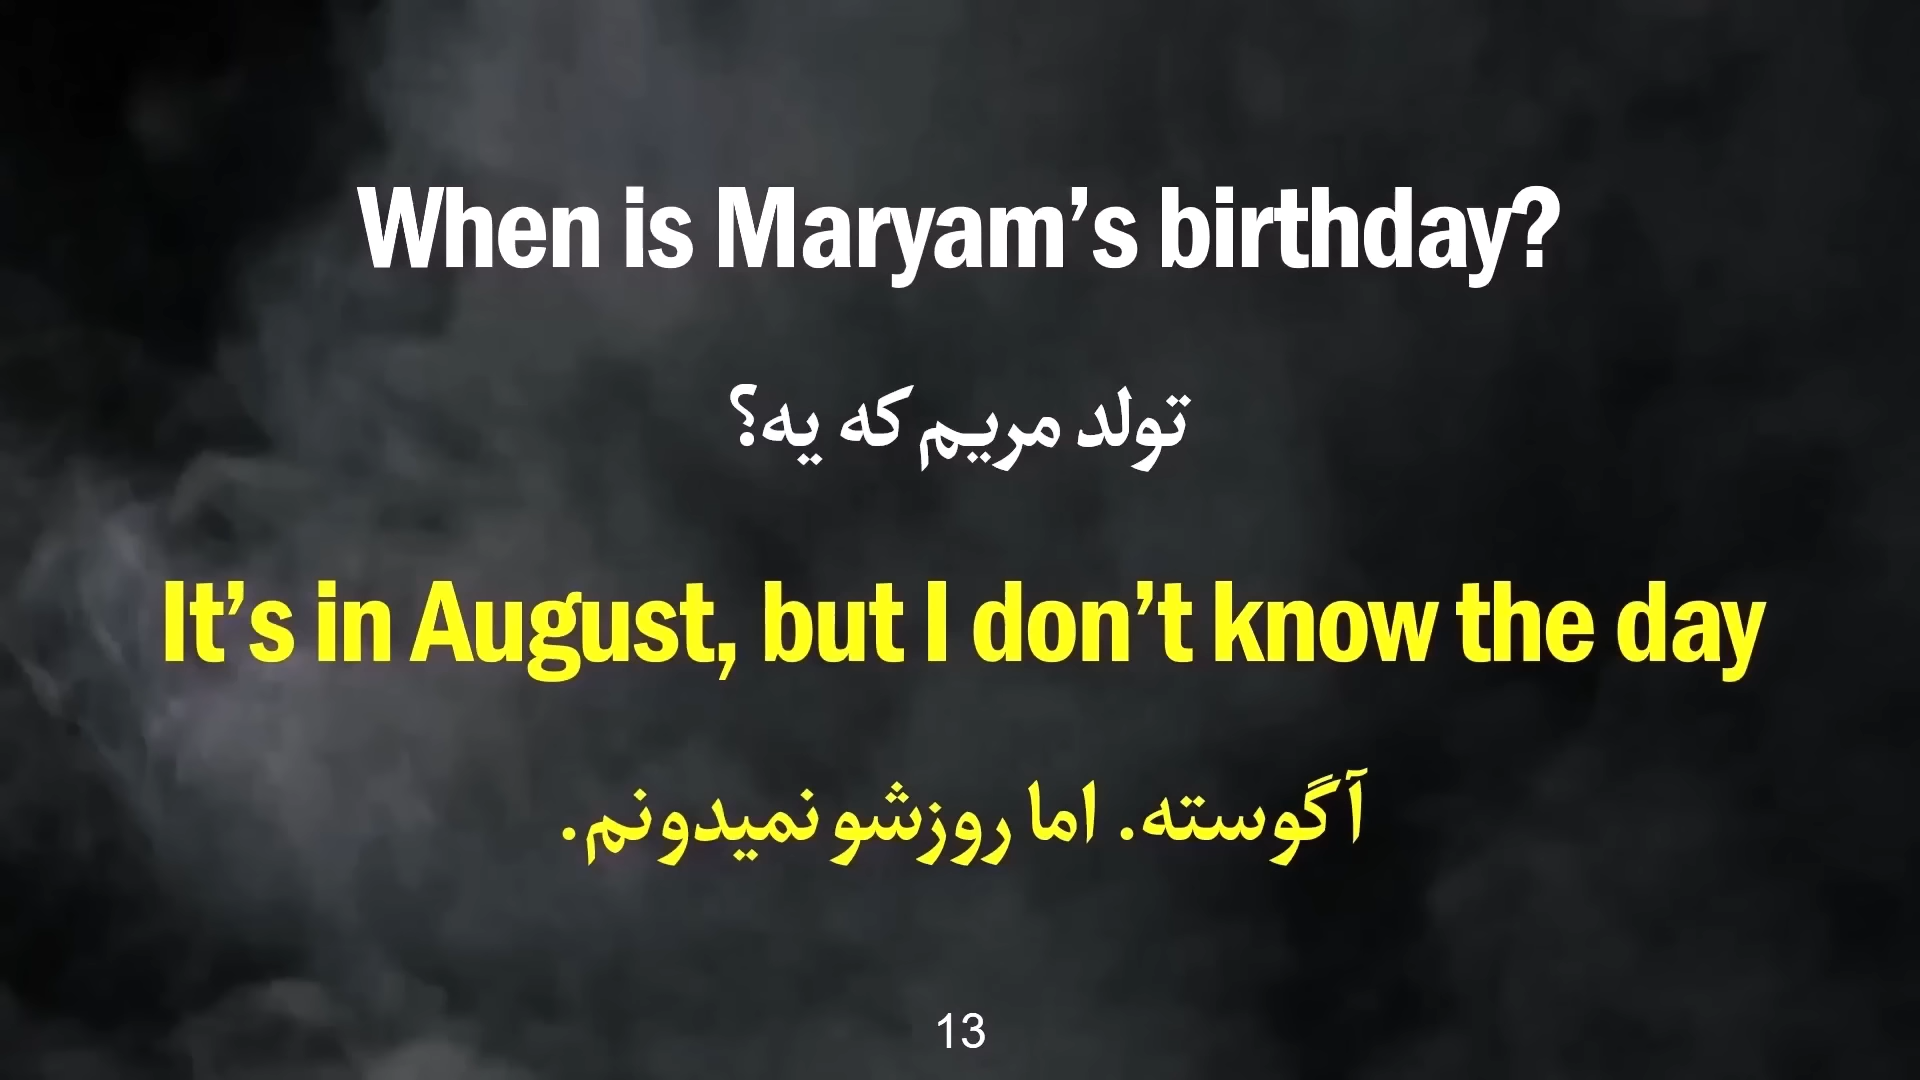 When is Maryam’s birthday?
تولد مریم که یه؟
It’s in August, but I don’t know the day
آگوسته. اما روزشو نمیدونم.
13